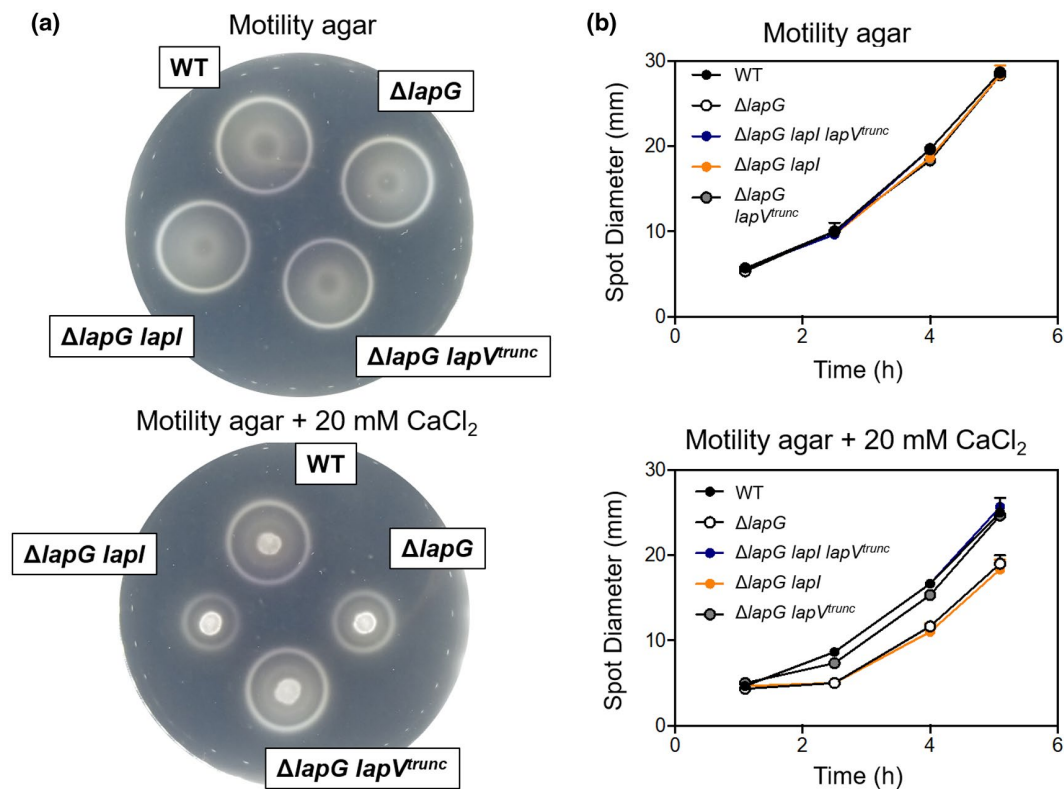 (a)
Motility agar
WT
ΔlapG
ΔlapG lapI
ΔlapG lapV^trunc
Motility agar + 20 mM CaCl₂
WT
ΔlapG lapI
ΔlapG
ΔlapG lapV^trunc
(b)
Motility agar
WT
ΔlapG
ΔlapG lapI lapV^trunc
ΔlapG lapI
ΔlapG
lapV^trunc
Spot Diameter (mm)
30
20
10
0
0 2 4 6
Time (h)
Motility agar + 20 mM CaCl₂
WT
ΔlapG
ΔlapG lapI lapV^trunc
ΔlapG lapI
ΔlapG lapV^trunc
Spot Diameter (mm)
30
20
10
0
0 2 4 6
Time (h)